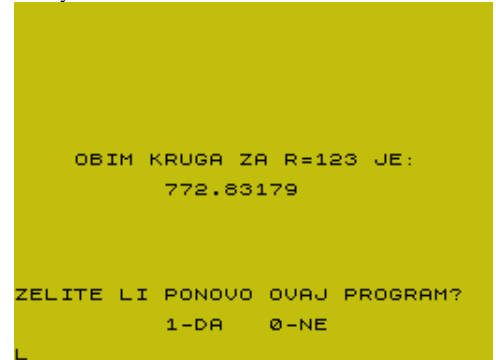 OBIM KRUGA ZA R=123 JE:
772.83179
ZELITE LI PONOVO OVAJ PROGRAM?
1-DA 0-NE
L